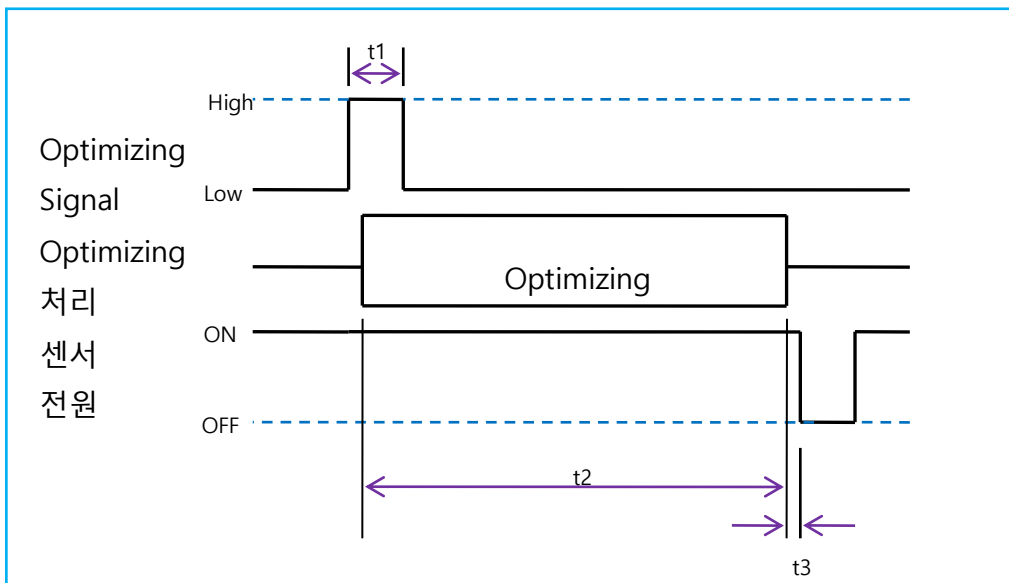 t1
High
Optimizing
Signal
Low
Optimizing
처리
Optimizing
센서
ON
전원
OFF
t2
t3